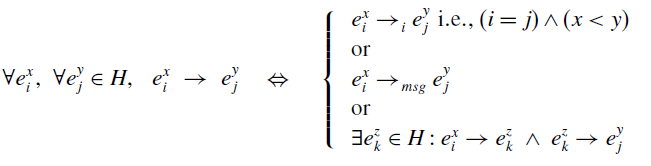 e_i^x →_i e_j^y i.e., (i = j) ∧ (x < y)
or
∀e_i^x, ∀e_j^y ∈ H, e_i^x → e_j^y ⇔ { e_i^x →_msg e_j^y
or
∃e_k^z ∈ H : e_i^x → e_k^z ∧ e_k^z → e_j^y